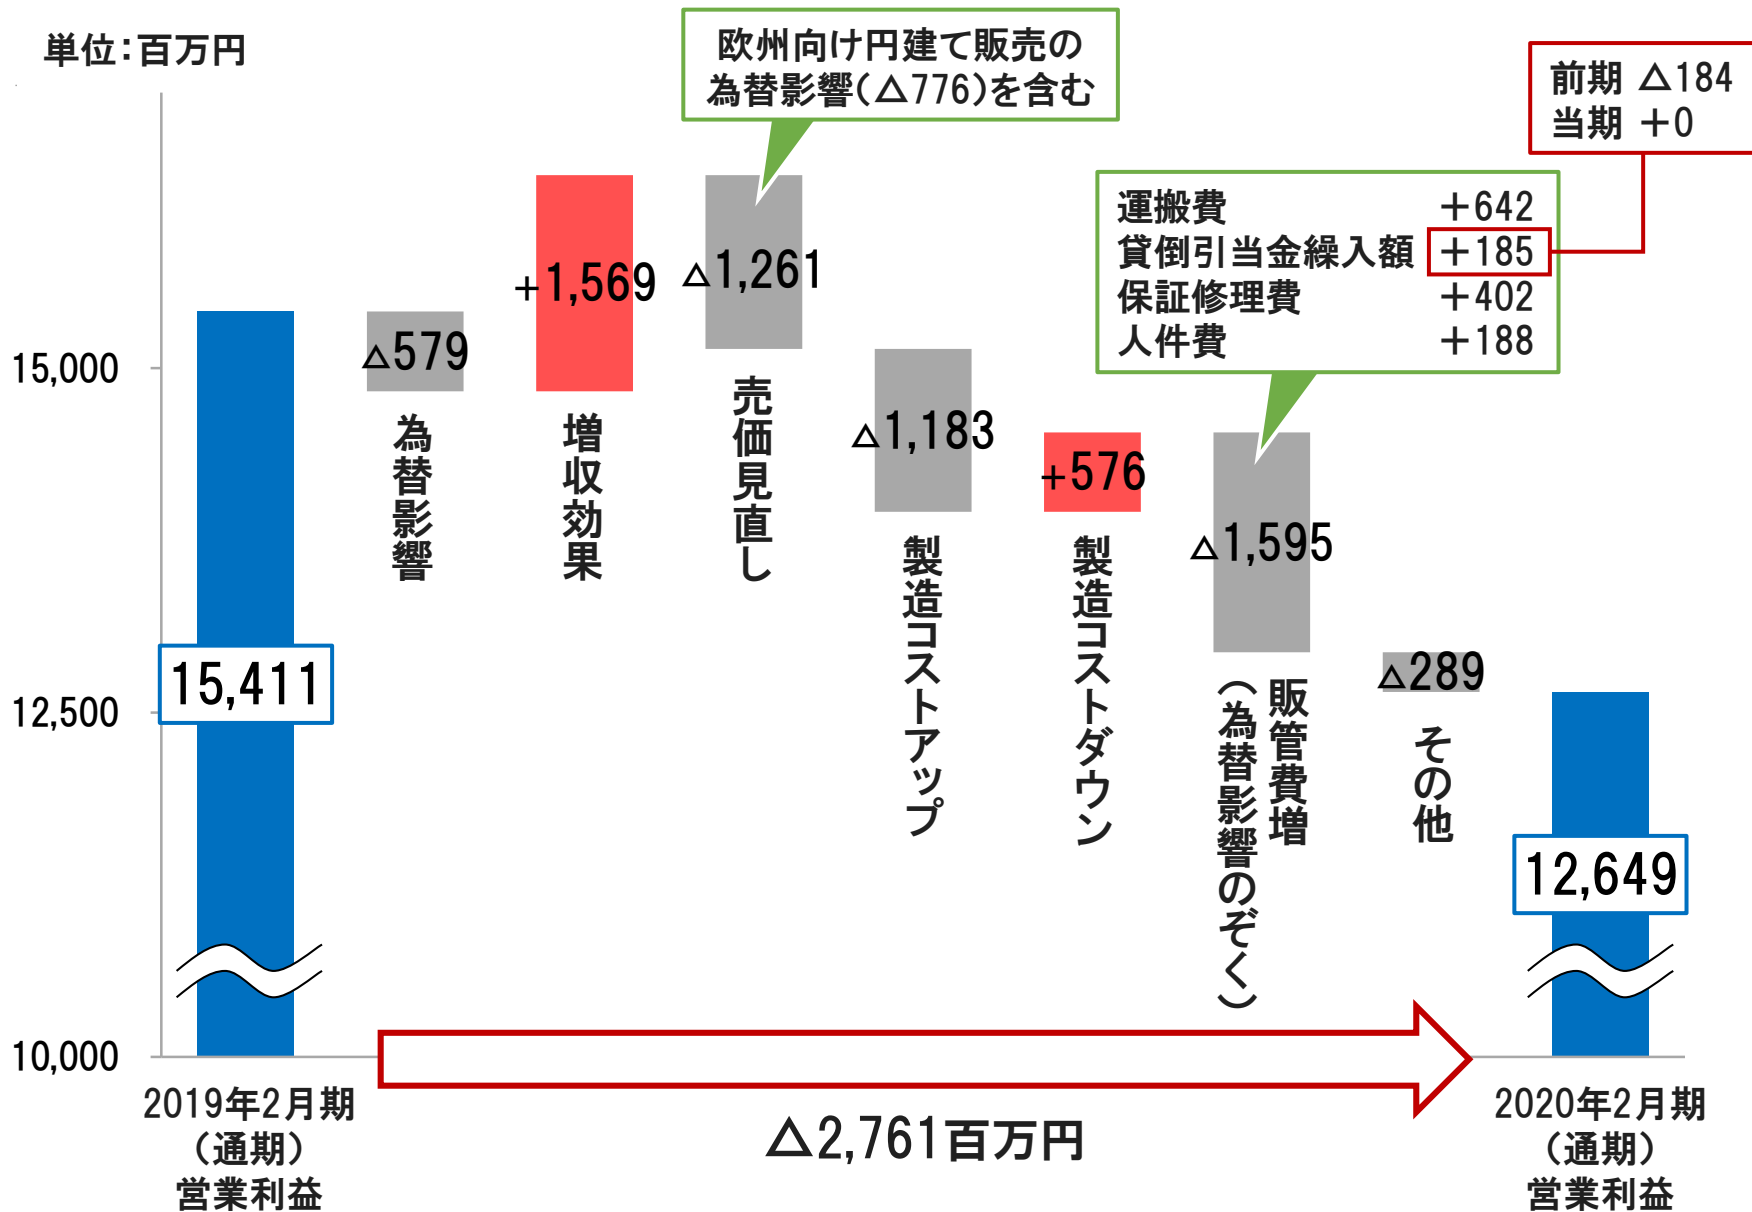 単位：百万円
欧州向け円建て販売の
為替影響（△776）を含む
前期 △184
当期 ＋0
運搬費 ＋642
貸倒引当金繰入額 ＋185
保証修理費 ＋402
人件費 ＋188
15,000
12,500
10,000
15,411
△579
為替影響
+1,569
増収効果
△1,261
売価見直し
△1,183
製造コストアップ
+576
製造コストダウン
△1,595
販管費増
（為替影響のぞく）
△289
その他
12,649
2019年2月期
（通期）
営業利益
△2,761百万円
2020年2月期
（通期）
営業利益